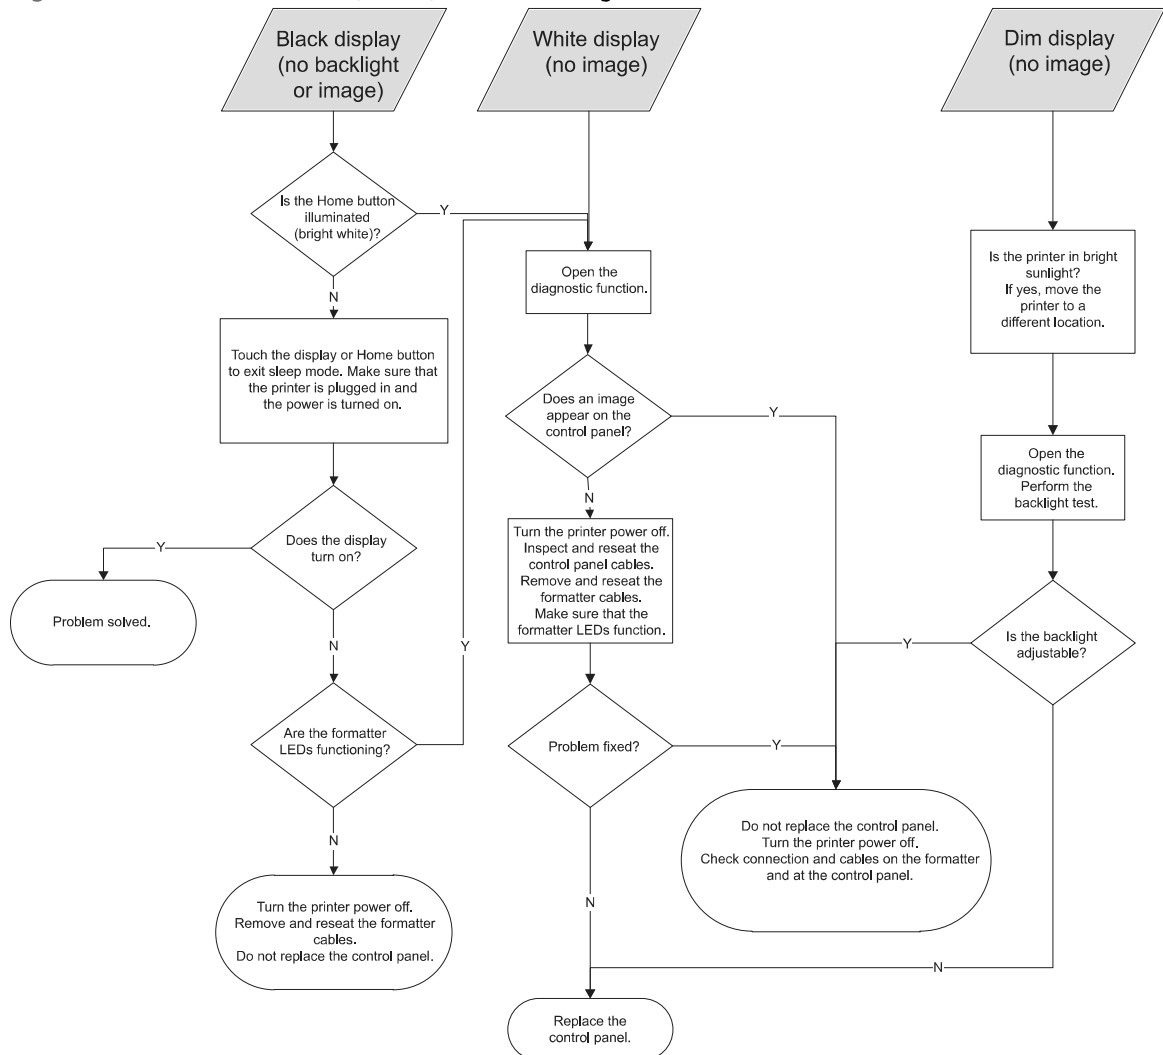 Black display
(no backlight
or image)
White display
(no image)
Dim display
(no image)
Is the Home button
illuminated
(bright white)?
Y
N
Touch the display or Home button
to exit sleep mode. Make sure that
the printer is plugged in and
the power is turned on.
Does the display
turn on?
Y
Problem solved.
N
Are the formatter
LEDs functioning?
Y
N
Turn the printer power off.
Remove and reseat the formatter
cables.
Do not replace the control panel.
Open the
diagnostic function.
Does an image
appear on the
control panel?
Y
N
Turn the printer power off.
Inspect and reseat the
control panel cables.
Remove and reseat the
formatter cables.
Make sure that the
formatter LEDs function.
Problem fixed?
Y
N
Do not replace the control panel.
Turn the printer power off.
Check connection and cables on the formatter
and at the control panel.
Replace the
control panel.
Is the printer in bright
sunlight?
If yes, move the
printer to a
different location.
Open the
diagnostic function.
Perform the
backlight test.
Is the backlight
adjustable?
Y
N